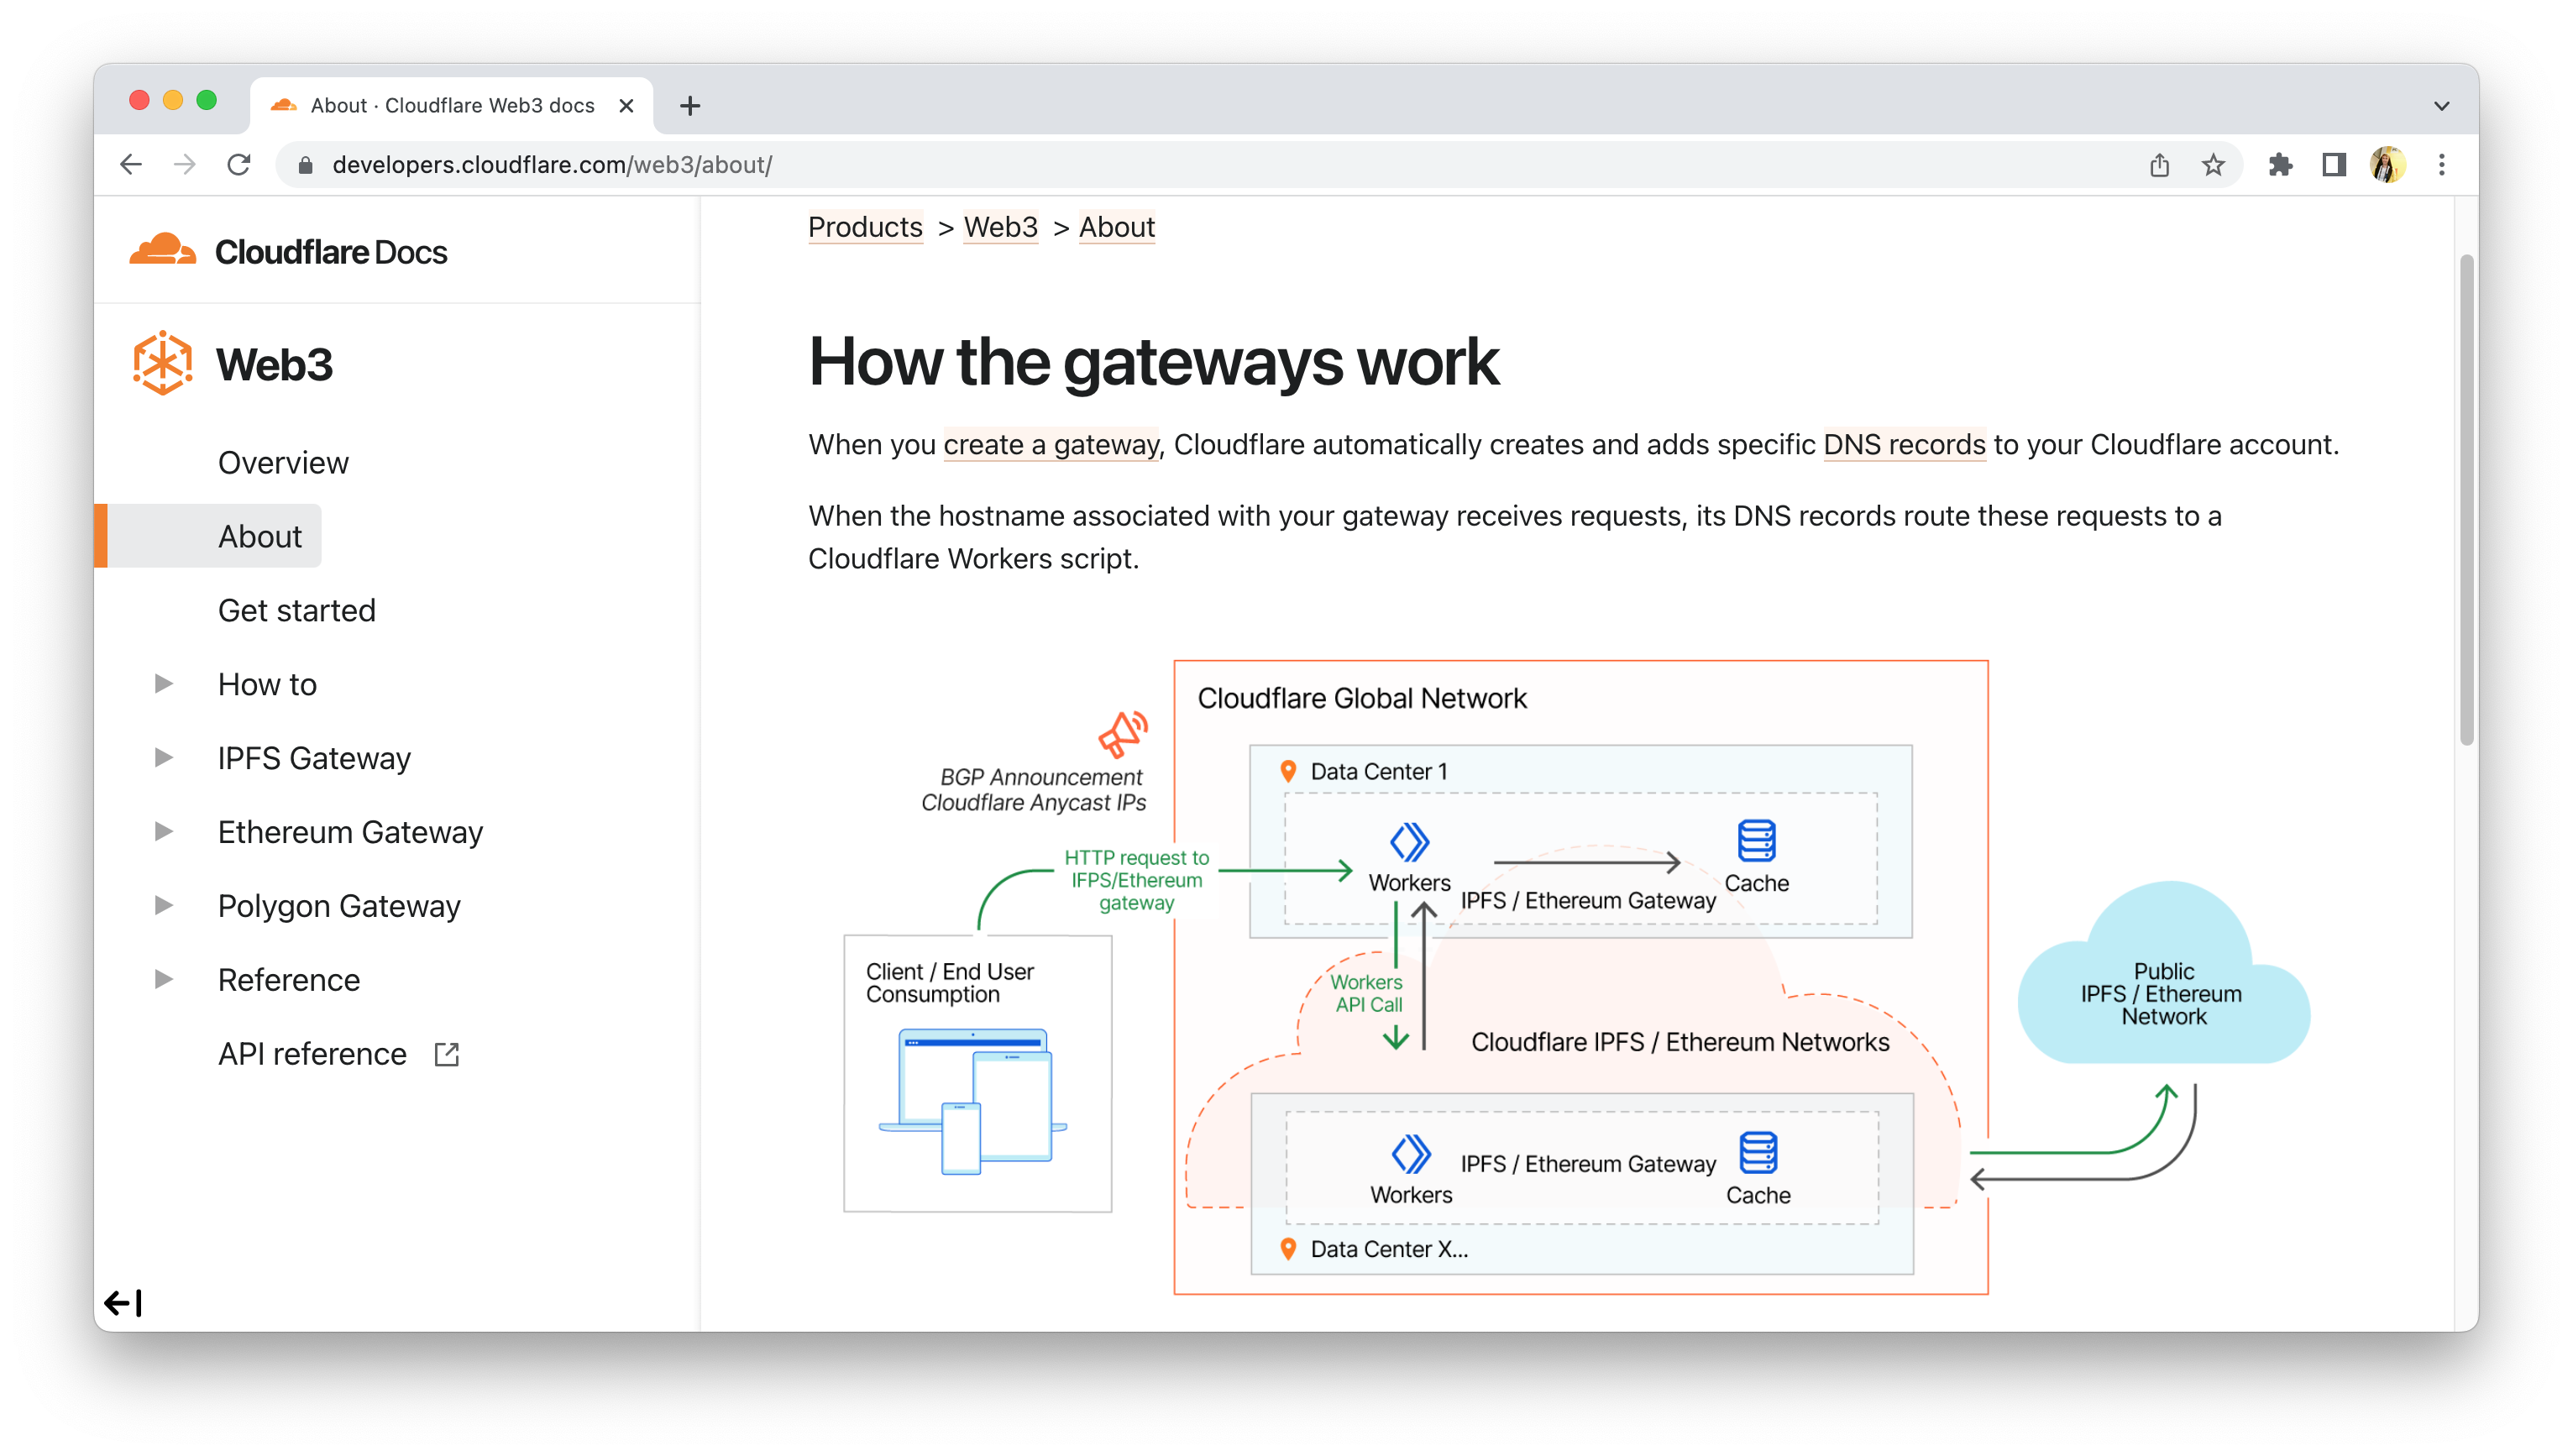 About · Cloudflare Web3 docs
developers.cloudflare.com/web3/about/
Cloudflare Docs
Web3
Overview
About
Get started
How to
IPFS Gateway
Ethereum Gateway
Polygon Gateway
Reference
API reference
Products > Web3 > About
How the gateways work
When you create a gateway, Cloudflare automatically creates and adds specific DNS records to your Cloudflare account.
When the hostname associated with your gateway receives requests, its DNS records route these requests to a
Cloudflare Workers script.
Cloudflare Global Network
BGP Announcement
Cloudflare Anycast IPs
Data Center 1
HTTP request to
IFPS/Ethereum
gateway
Workers
IPFS / Ethereum Gateway
Cache
Client / End User
Consumption
Workers
API Call
Cloudflare IPFS / Ethereum Networks
Public
IPFS / Ethereum
Network
Workers
IPFS / Ethereum Gateway
Cache
Data Center X...